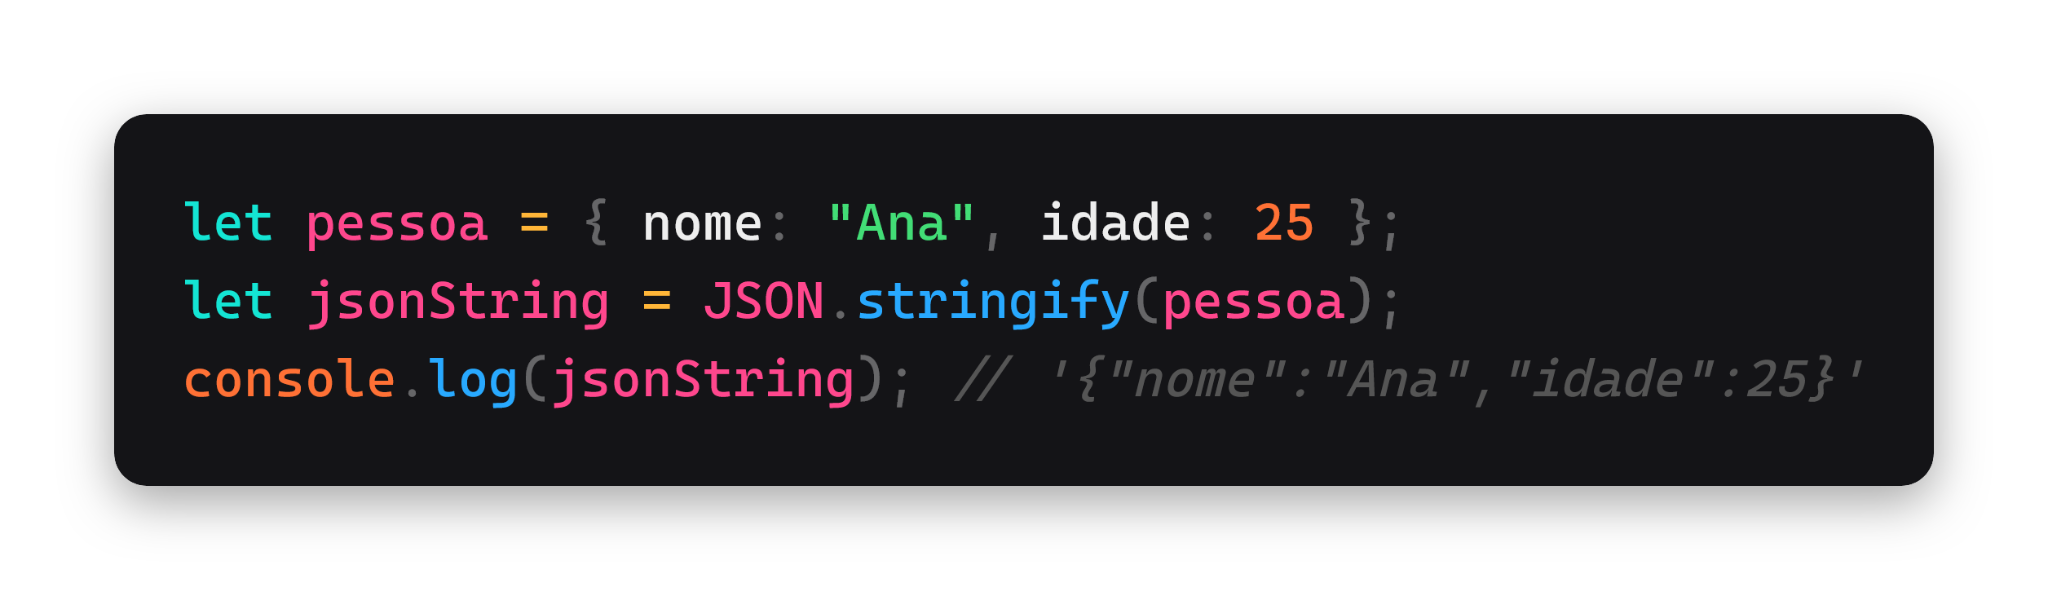 let pessoa = { nome: "Ana", idade: 25 };
let jsonString = JSON.stringify(pessoa);
console.log(jsonString); // '{"nome":"Ana","idade":25}'